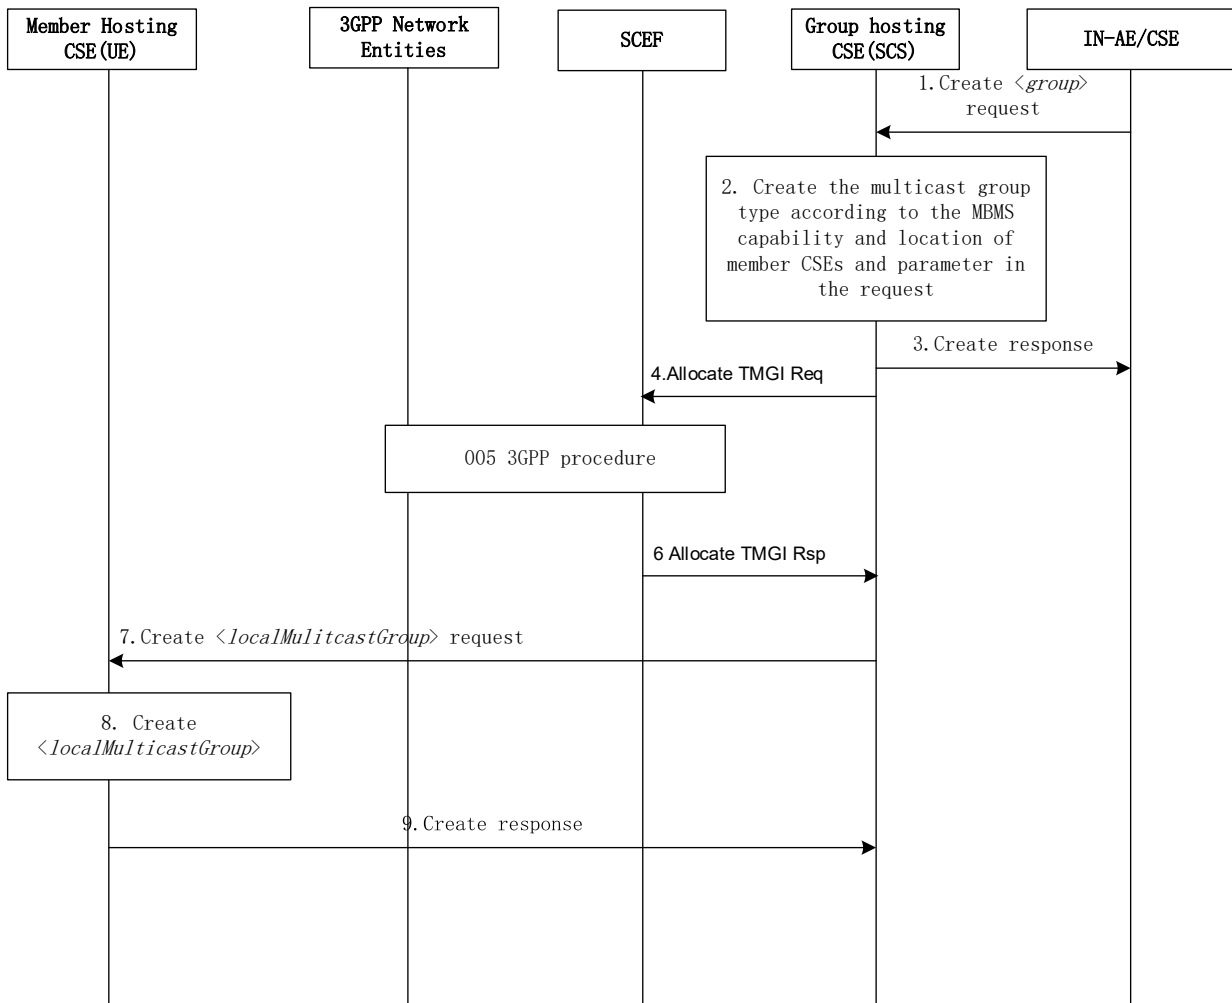 Member Hosting
CSE(UE)
3GPP Network
Entities
SCEF
Group hosting
CSE(SCS)
IN-AE/CSE
1.Create <group>
request
2. Create the multicast group
type according to the MBMS
capability and location of
member CSEs and parameter in
the request
3.Create response
4.Allocate TMGI Req
005 3GPP procedure
6 Allocate TMGI Rsp
7.Create <localMulitcastGroup> request
8. Create
<localMulticastGroup>
9.Create response